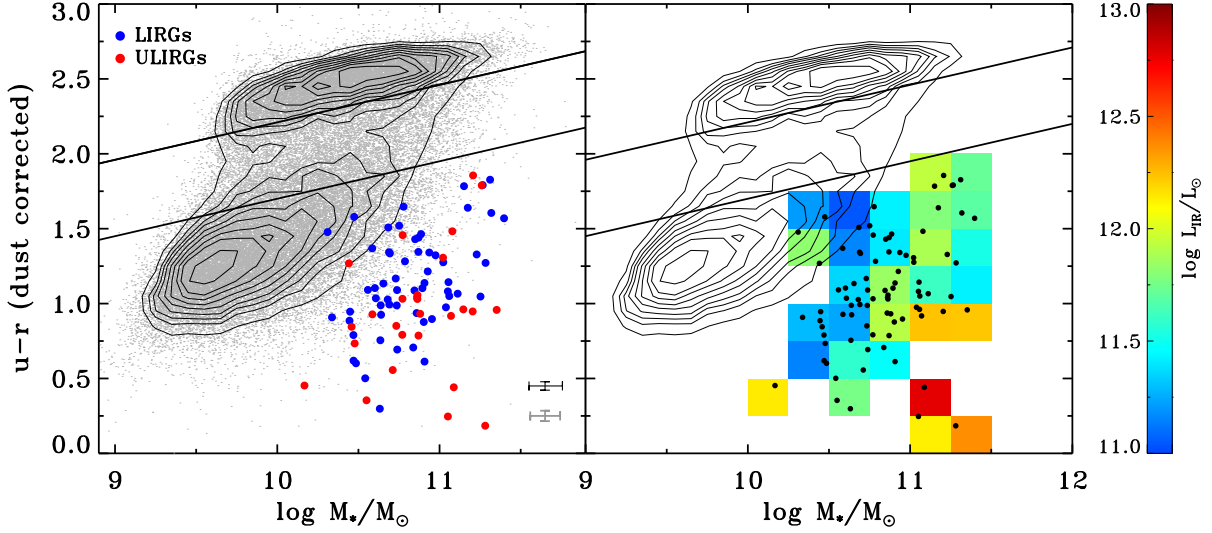 3.0
2.5
2.0
1.5
1.0
0.5
0.0
u−r (dust corrected)
LIRGs
ULIRGs
9 10 11
log M*/M⊙
9 10 11 12
log M*/M⊙
13.0
12.5
12.0
11.5
11.0
log L_IR/L⊙